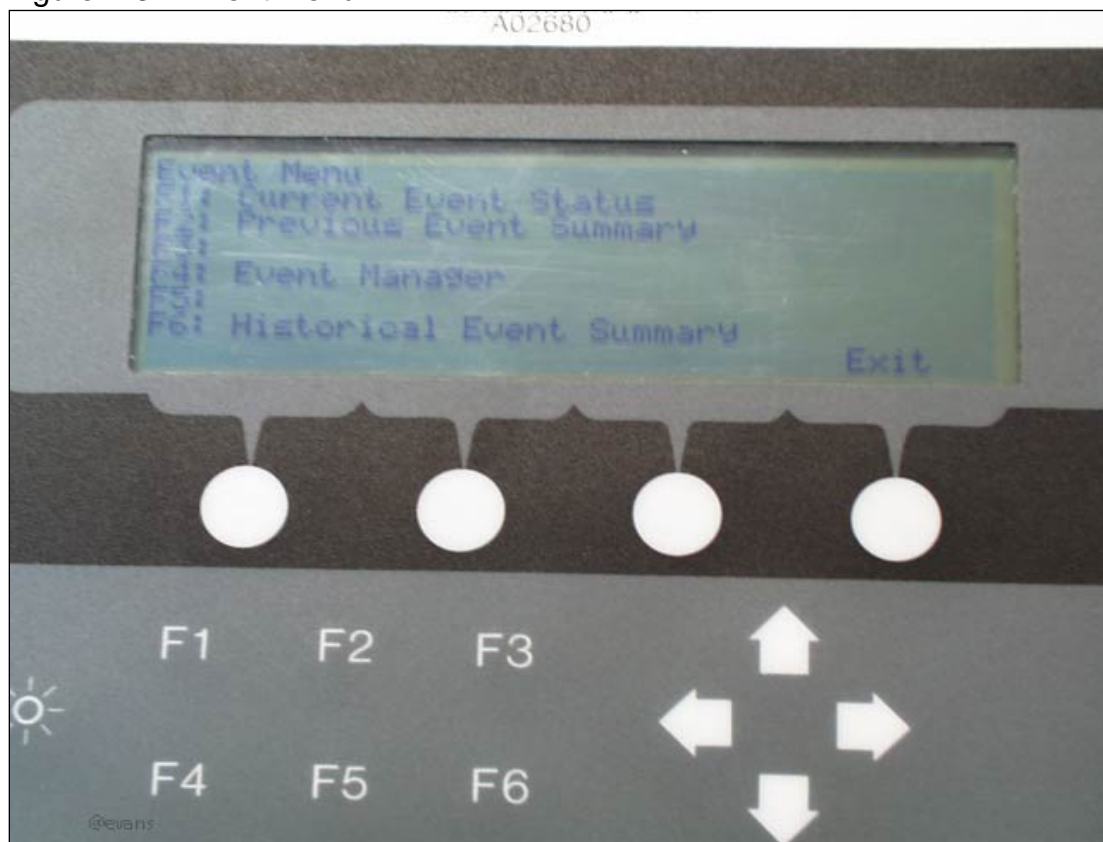 A02680
Event Menu
F1: Current Event Status
F2: Previous Event Summary
F3:
F4: Event Manager
F5:
F6: Historical Event Summary
Exit
F1 F2 F3
F4 F5 F6
@evans